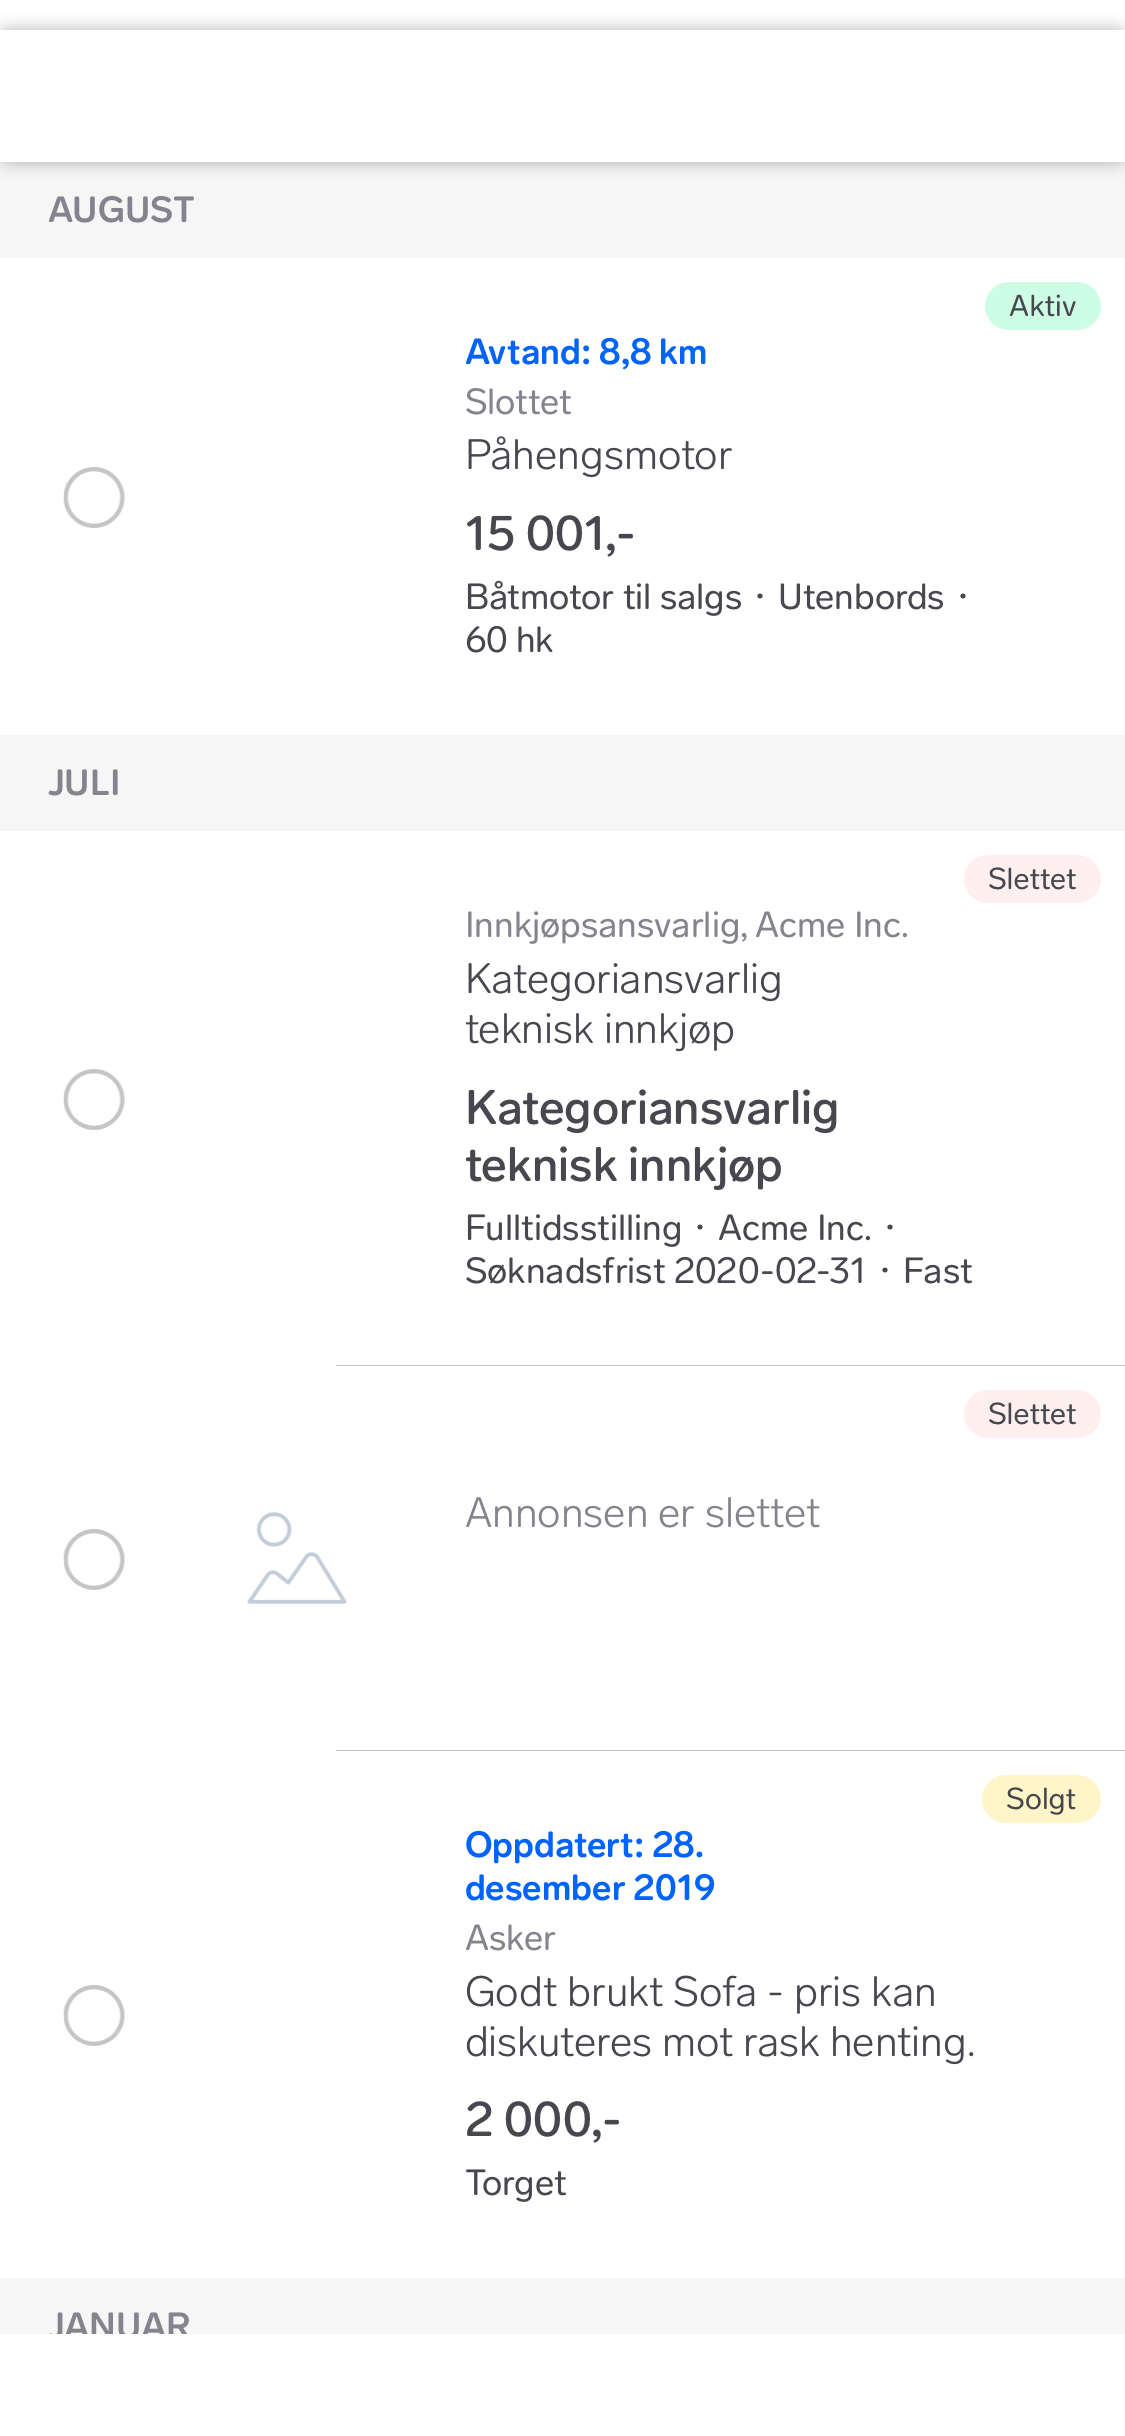 AUGUST
Aktiv
Avtand: 8,8 km
Slottet
Påhengsmotor
15 001,-
Båtmotor til salgs · Utenbords ·
60 hk
JULI
Slettet
Innkjøpsansvarlig, Acme Inc.
Kategoriansvarlig
teknisk innkjøp
Kategoriansvarlig
teknisk innkjøp
Fulltidsstilling · Acme Inc. ·
Søknadsfrist 2020-02-31 · Fast
Slettet
Annonsen er slettet
Solgt
Oppdatert: 28.
desember 2019
Asker
Godt brukt Sofa - pris kan
diskuteres mot rask henting.
2 000,-
Torget
JANUAR